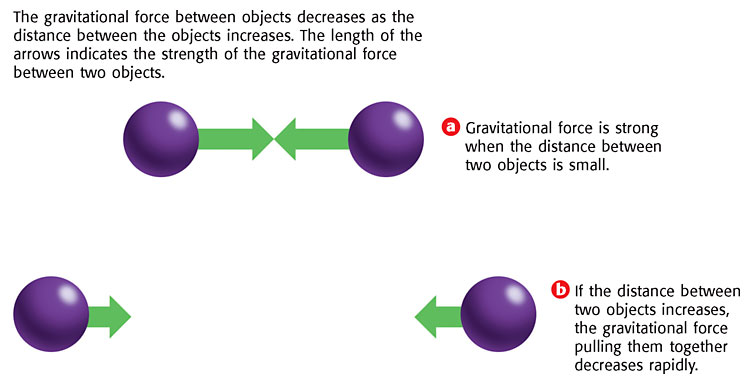 The gravitational force between objects decreases as the
distance between the objects increases. The length of the
arrows indicates the strength of the gravitational force
between two objects.
a Gravitational force is strong
when the distance between
two objects is small.
b If the distance between
two objects increases,
the gravitational force
pulling them together
decreases rapidly.